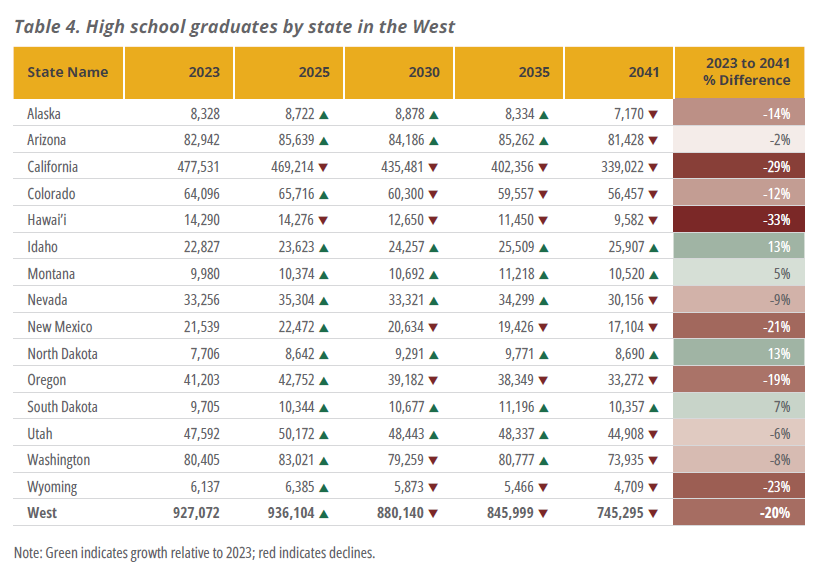 Table 4. High school graduates by state in the West
State Name 2023 2025 2030 2035 2041 2023 to 2041
% Difference
Alaska 8,328 8,722 ▲ 8,878 ▲ 8,334 ▲ 7,170 ▼ -14%
Arizona 82,942 85,639 ▲ 84,186 ▲ 85,262 ▲ 81,428 ▼ -2%
California 477,531 469,214 ▼ 435,481 ▼ 402,356 ▼ 339,022 ▼ -29%
Colorado 64,096 65,716 ▲ 60,300 ▼ 59,557 ▼ 56,457 ▼ -12%
Hawai‘i 14,290 14,276 ▼ 12,650 ▼ 11,450 ▼ 9,582 ▼ -33%
Idaho 22,827 23,623 ▲ 24,257 ▲ 25,509 ▲ 25,907 ▲ 13%
Montana 9,980 10,374 ▲ 10,692 ▲ 11,218 ▲ 10,520 ▲ 5%
Nevada 33,256 35,304 ▲ 33,321 ▲ 34,299 ▲ 30,156 ▼ -9%
New Mexico 21,539 22,472 ▲ 20,634 ▼ 19,426 ▼ 17,104 ▼ -21%
North Dakota 7,706 8,642 ▲ 9,291 ▲ 9,771 ▲ 8,690 ▲ 13%
Oregon 41,203 42,752 ▲ 39,182 ▼ 38,349 ▼ 33,272 ▼ -19%
South Dakota 9,705 10,344 ▲ 10,677 ▲ 11,196 ▲ 10,357 ▲ 7%
Utah 47,592 50,172 ▲ 48,443 ▲ 48,337 ▲ 44,908 ▼ -6%
Washington 80,405 83,021 ▲ 79,259 ▼ 80,777 ▲ 73,935 ▼ -8%
Wyoming 6,137 6,385 ▲ 5,873 ▼ 5,466 ▼ 4,709 ▼ -23%
West 927,072 936,104 ▲ 880,140 ▼ 845,999 ▼ 745,295 ▼ -20%
Note: Green indicates growth relative to 2023; red indicates declines.